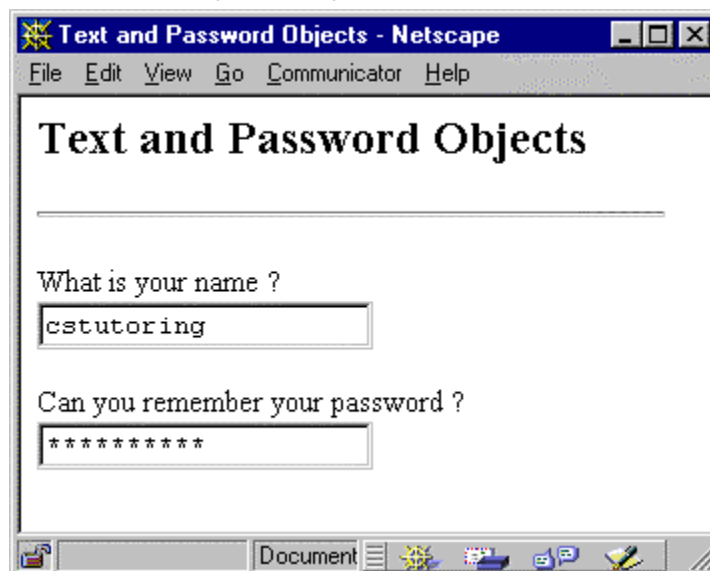 Text and Password Objects - Netscape
File Edit View Go Communicator Help
Text and Password Objects
What is your name ?
cstutoring
Can you remember your password ?
**********
Document